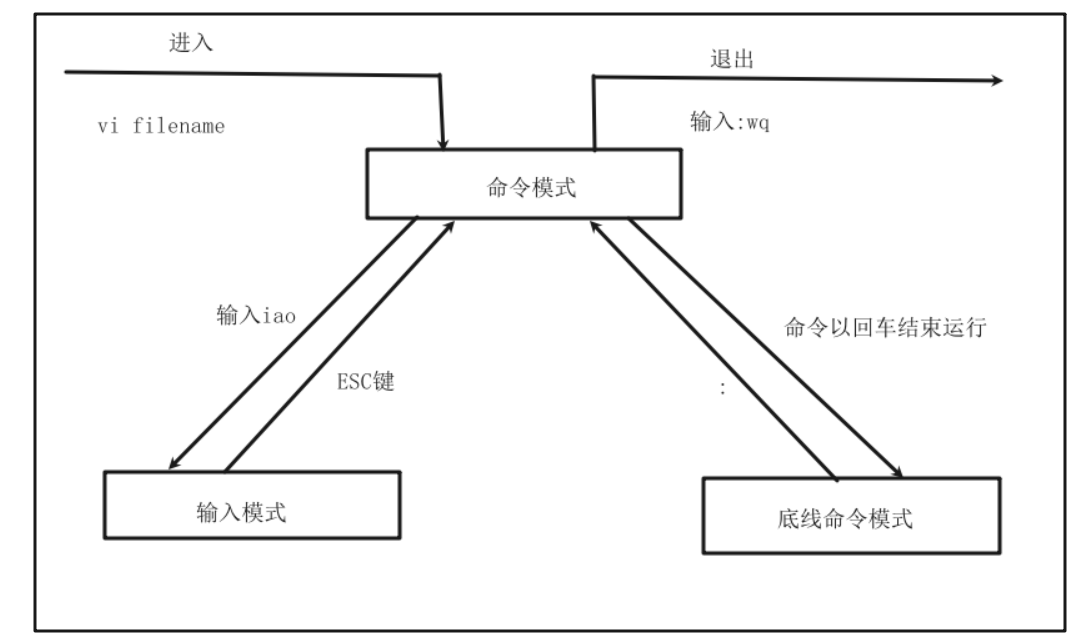 进入
退出
vi filename
输入:wq
命令模式
输入iao
命令以回车结束运行
ESC键
:
输入模式
底线命令模式